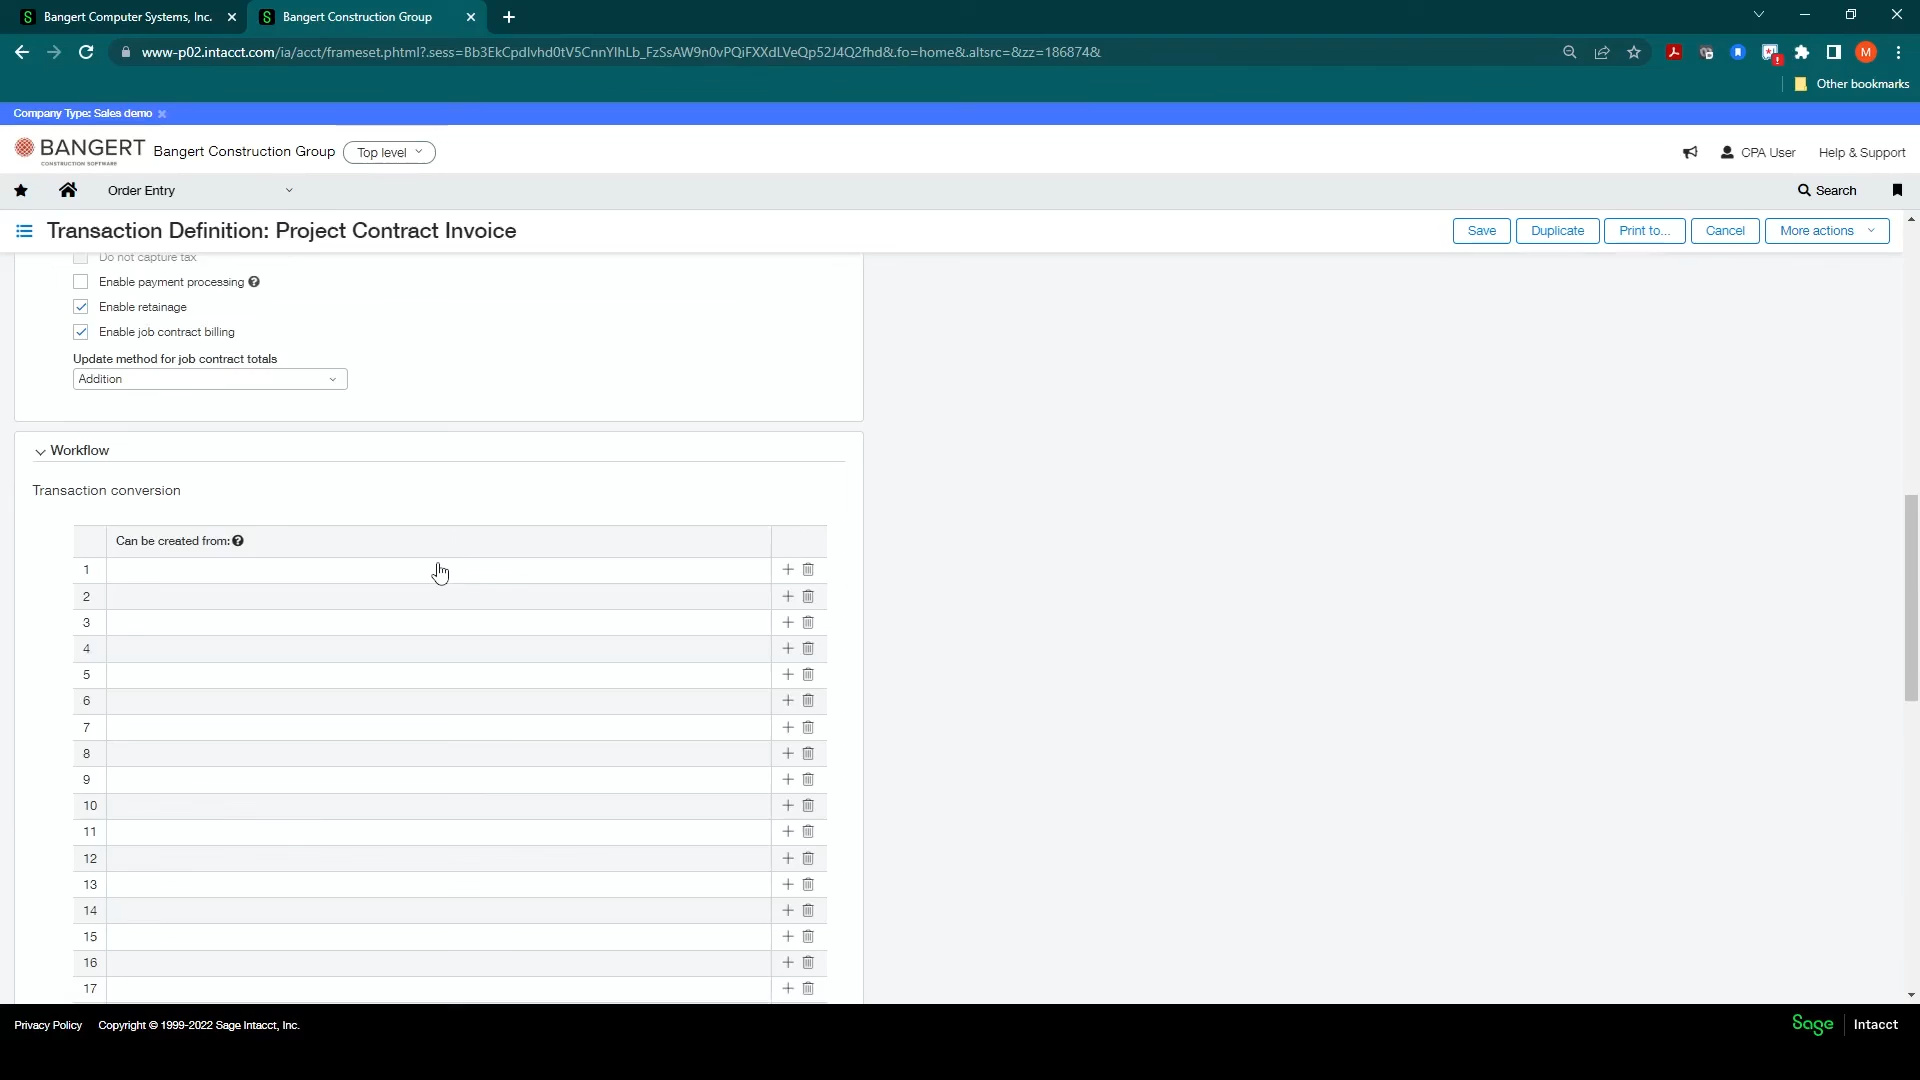 Bangert Computer Systems, Inc.
Bangert Construction Group
www-p02.intacct.com/ia/acct/frameset.phtml?.sess=Bb3EkCpdlvhd0tV5CnnYlhLb_FzSsAW9n0vPQiFXXdLVeQp52J4Q2fhd&.fo=home&.altsrc=&zz=186874&
M
Other bookmarks
Company Type: Sales demo
BANGERT
CONSTRUCTION SOFTWARE
Bangert Construction Group
Top level
CPA User
Help & Support
Order Entry
Search
Transaction Definition: Project Contract Invoice
Save
Duplicate
Print to...
Cancel
More actions
Do not capture tax
Enable payment processing
Enable retainage
Enable job contract billing
Update method for job contract totals
Addition
Workflow
Transaction conversion
Can be created from:
1
2
3
4
5
6
7
8
9
10
11
12
13
14
15
16
17
Privacy Policy
Copyright © 1999-2022 Sage Intacct, Inc.
Sage
Intacct